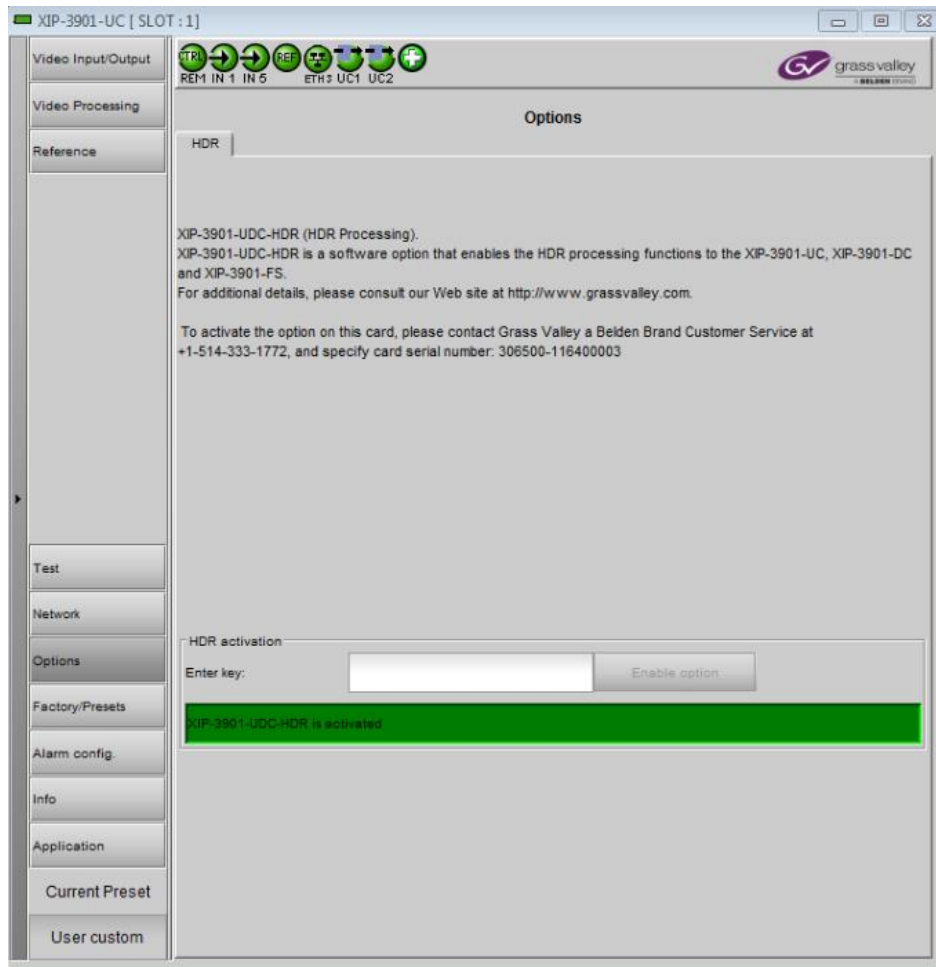 XIP-3901-UC [ SLOT : 1]
Video Input/Output
Video Processing
Reference
Test
Network
Options
Factory/Presets
Alarm config.
Info
Application
Current Preset
User custom
CTRL REF
REM IN 1 IN 5 ETH3 UC1 UC2
GV grass valley
A BELDEN BRAND
Options
HDR
XIP-3901-UDC-HDR (HDR Processing).
XIP-3901-UDC-HDR is a software option that enables the HDR processing functions to the XIP-3901-UC, XIP-3901-DC
and XIP-3901-FS.
For additional details, please consult our Web site at http://www.grassvalley.com.
To activate the option on this card, please contact Grass Valley a Belden Brand Customer Service at
+1-514-333-1772, and specify card serial number: 306500-116400003
HDR activation
Enter key:
Enable option
XIP-3901-UDC-HDR is activated